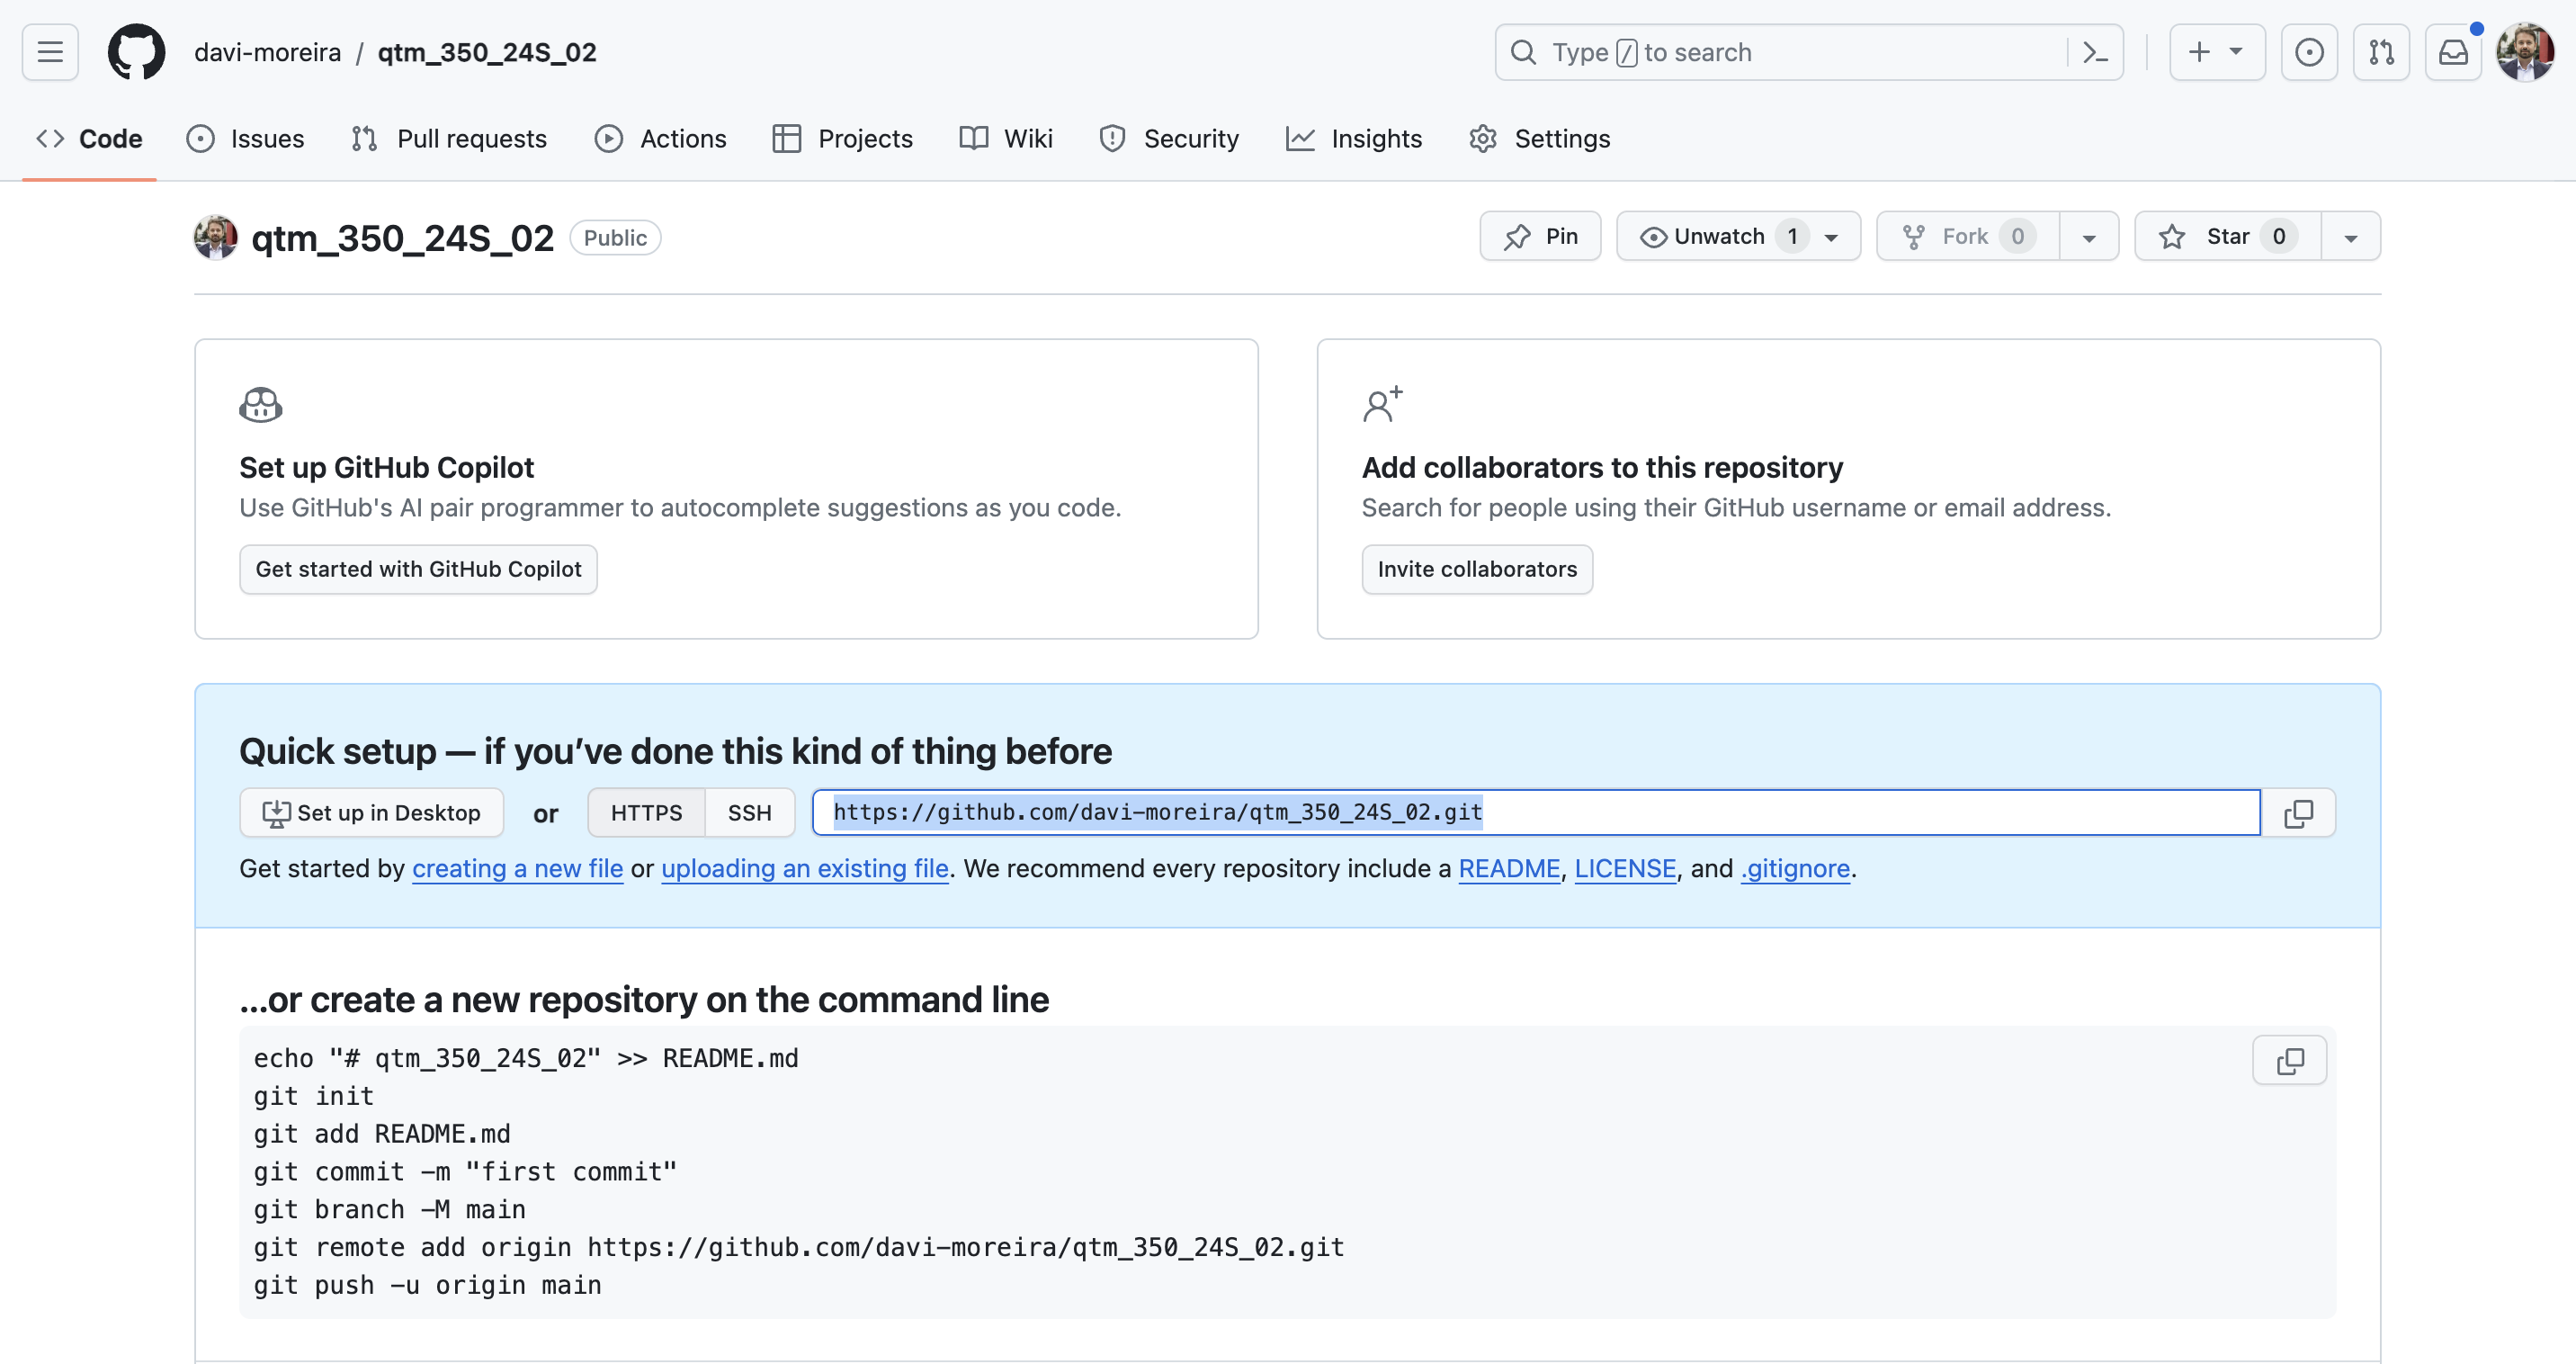 davi-moreira / qtm_350_24S_02
Type / to search
Code Issues Pull requests Actions Projects Wiki Security Insights Settings
qtm_350_24S_02 Public
Pin Unwatch 1 Fork 0 Star 0
Set up GitHub Copilot
Use GitHub's AI pair programmer to autocomplete suggestions as you code.
Get started with GitHub Copilot
Add collaborators to this repository
Search for people using their GitHub username or email address.
Invite collaborators
Quick setup — if you’ve done this kind of thing before
Set up in Desktop or HTTPS SSH https://github.com/davi-moreira/qtm_350_24S_02.git
Get started by creating a new file or uploading an existing file. We recommend every repository include a README, LICENSE, and .gitignore.
…or create a new repository on the command line
echo "# qtm_350_24S_02" >> README.md
git init
git add README.md
git commit -m "first commit"
git branch -M main
git remote add origin https://github.com/davi-moreira/qtm_350_24S_02.git
git push -u origin main